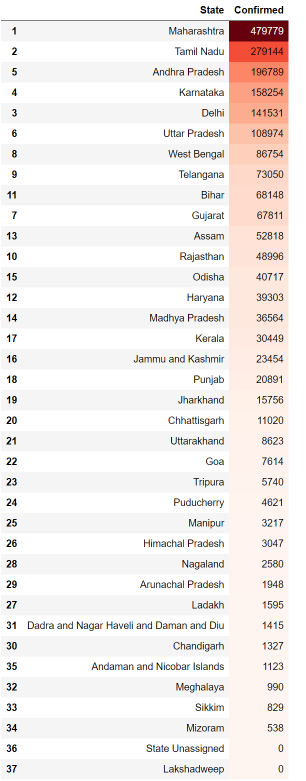 State Confirmed
1 Maharashtra 479779
2 Tamil Nadu 279144
5 Andhra Pradesh 196789
4 Karnataka 158254
3 Delhi 141531
6 Uttar Pradesh 108974
8 West Bengal 86754
9 Telangana 73050
11 Bihar 68148
7 Gujarat 67811
13 Assam 52818
10 Rajasthan 48996
15 Odisha 40717
12 Haryana 39303
14 Madhya Pradesh 36564
17 Kerala 30449
16 Jammu and Kashmir 23454
18 Punjab 20891
19 Jharkhand 15756
20 Chhattisgarh 11020
21 Uttarakhand 8623
22 Goa 7614
23 Tripura 5740
24 Puducherry 4621
25 Manipur 3217
26 Himachal Pradesh 3047
28 Nagaland 2580
29 Arunachal Pradesh 1948
27 Ladakh 1595
31 Dadra and Nagar Haveli and Daman and Diu 1415
30 Chandigarh 1327
35 Andaman and Nicobar Islands 1123
32 Meghalaya 990
33 Sikkim 829
34 Mizoram 538
36 State Unassigned 0
37 Lakshadweep 0